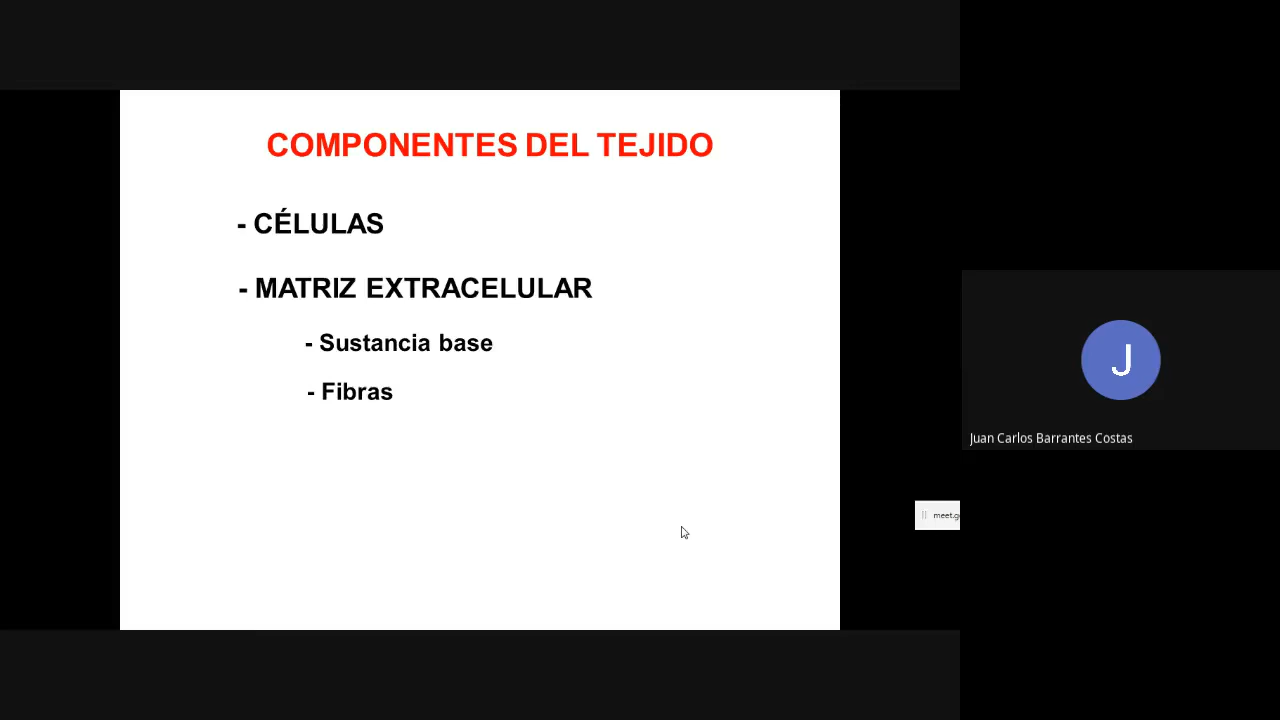 COMPONENTES DEL TEJIDO
- CÉLULAS
- MATRIZ EXTRACELULAR
- Sustancia base
- Fibras
J
Juan Carlos Barrantes Costas